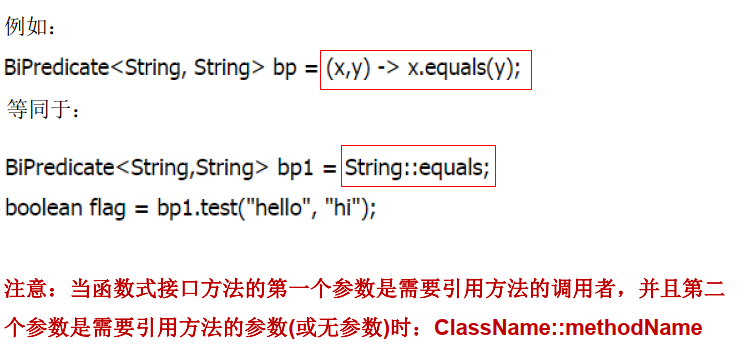 例如：
BiPredicate<String, String> bp = (x,y) -> x.equals(y);
等同于：
BiPredicate<String,String> bp1 = String::equals;
boolean flag = bp1.test("hello", "hi");
注意：当函数式接口方法的第一个参数是需要引用方法的调用者，并且第二
个参数是需要引用方法的参数(或无参数)时：ClassName::methodName